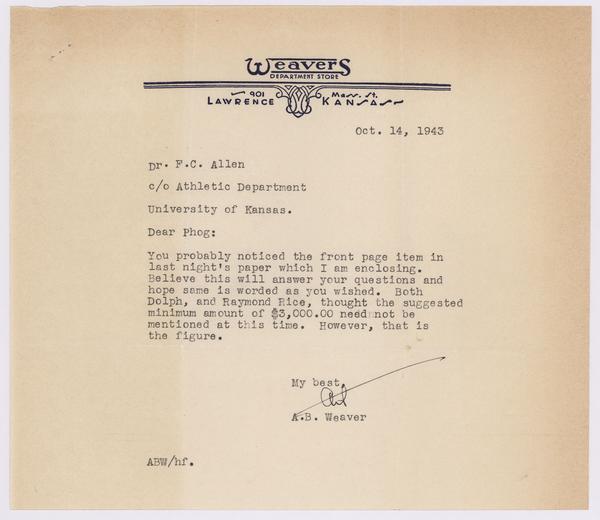 Weavers
DEPARTMENT STORE
901 Mass. St.
LAWRENCE KANSAS
Oct. 14, 1943
Dr. F.C. Allen
c/o Athletic Department
University of Kansas.
Dear Phog:
You probably noticed the front page item in
last night's paper which I am enclosing.
Believe this will answer your questions and
hope same is worded as you wished. Both
Dolph, and Raymond Rice, thought the suggested
minimum amount of $3,000.00 need not be
mentioned at this time. However, that is
the figure.
My best,
A.B. Weaver
ABW/hf.